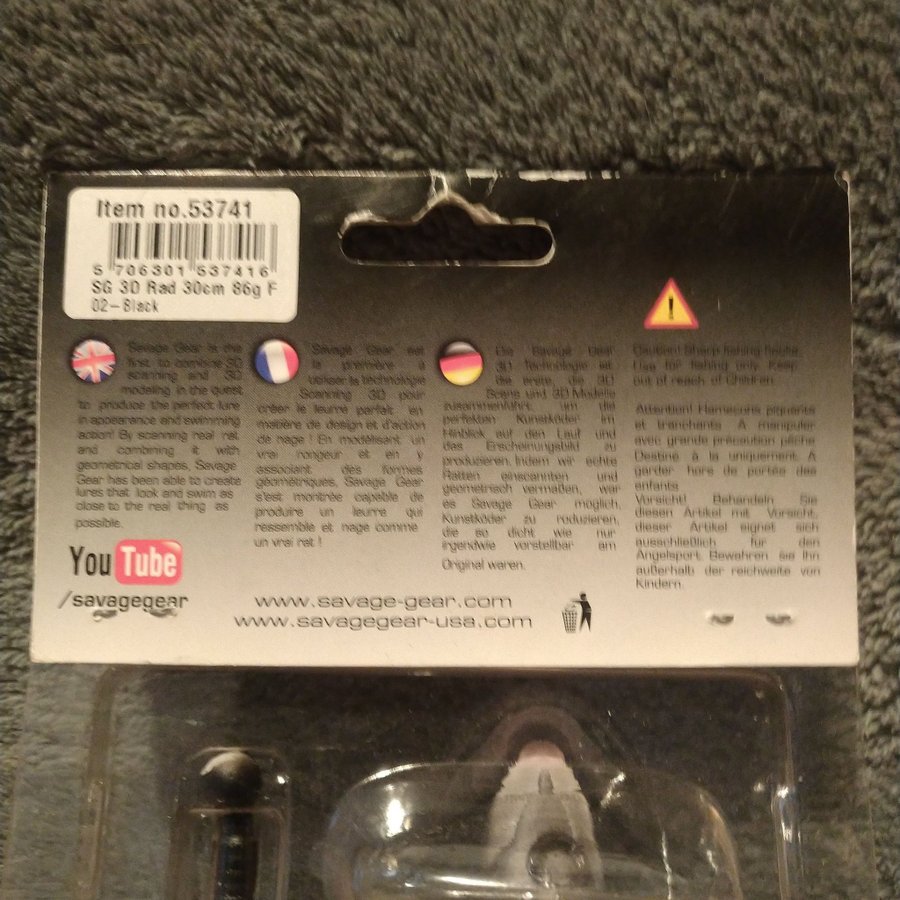 Item no.53741
5 706301 537416
SG 3D Rad 30cm 86g F
02-Black
Savage Gear is the
first to combine 3D
scanning and 3D
modeling in the quest
to produce the perfect lure
in appearance and swimming
action! By scanning real rat
and combining it with
geometrical shapes, Savage
Gear has been able to create
lures that look and swim as
close to the real thing as
possible.
Savage Gear est
la première à
utiliser la technologie
Scanning 3D pour
créer le leurre parfait en
matière de design et d'action
de nage ! En modélisant un
vrai rongeur et en y
associant des formes
géométriques, Savage Gear
s'est montrée capable de
produire un leurre qui
ressemble et nage comme
un vrai rat !
Die Savage Gear
3D Technologie ist
die erste, die 3D
Scans und 3D Modelle
zusammenführt, um die
perfekten Kunstköder im
Hinblick auf den Lauf und
das Erscheinungsbild zu
produzieren. Indem wir echte
Ratten einscannten und
geometrisch vermaßen, war
es Savage Gear möglich,
Kunstköder zu roduzieren,
die so dicht wie nur
irgendwie vorstellbar am
Original waren.
Caution! Sharp fishing hooks.
Use for fishing only. Keep
out of reach of Children.
Attention! Hameçons piquants
et tranchants. A manipuler
avec grande précaution pêche
Destiné à la uniquement. A
garder hors de portée des
enfants.
Vorsicht! Behandeln Sie
diesen Artikel mit Vorsicht,
dieser Artikel eignet sich
ausschließlich für den
Angelsport. Bewahren sie ihn
außerhalb der reichweite von
Kindern.
You Tube
/savagegear
www.savage-gear.com
www.savagegear-usa.com